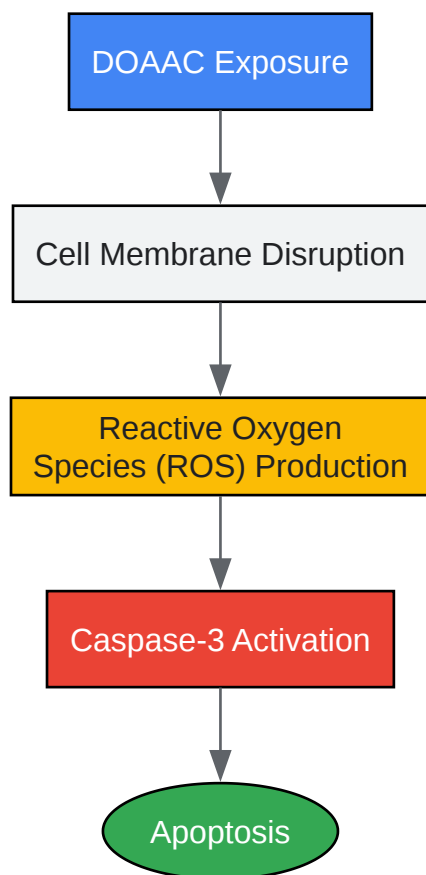 DOAAC Exposure
Cell Membrane Disruption
Reactive Oxygen
Species (ROS) Production
Caspase-3 Activation
Apoptosis